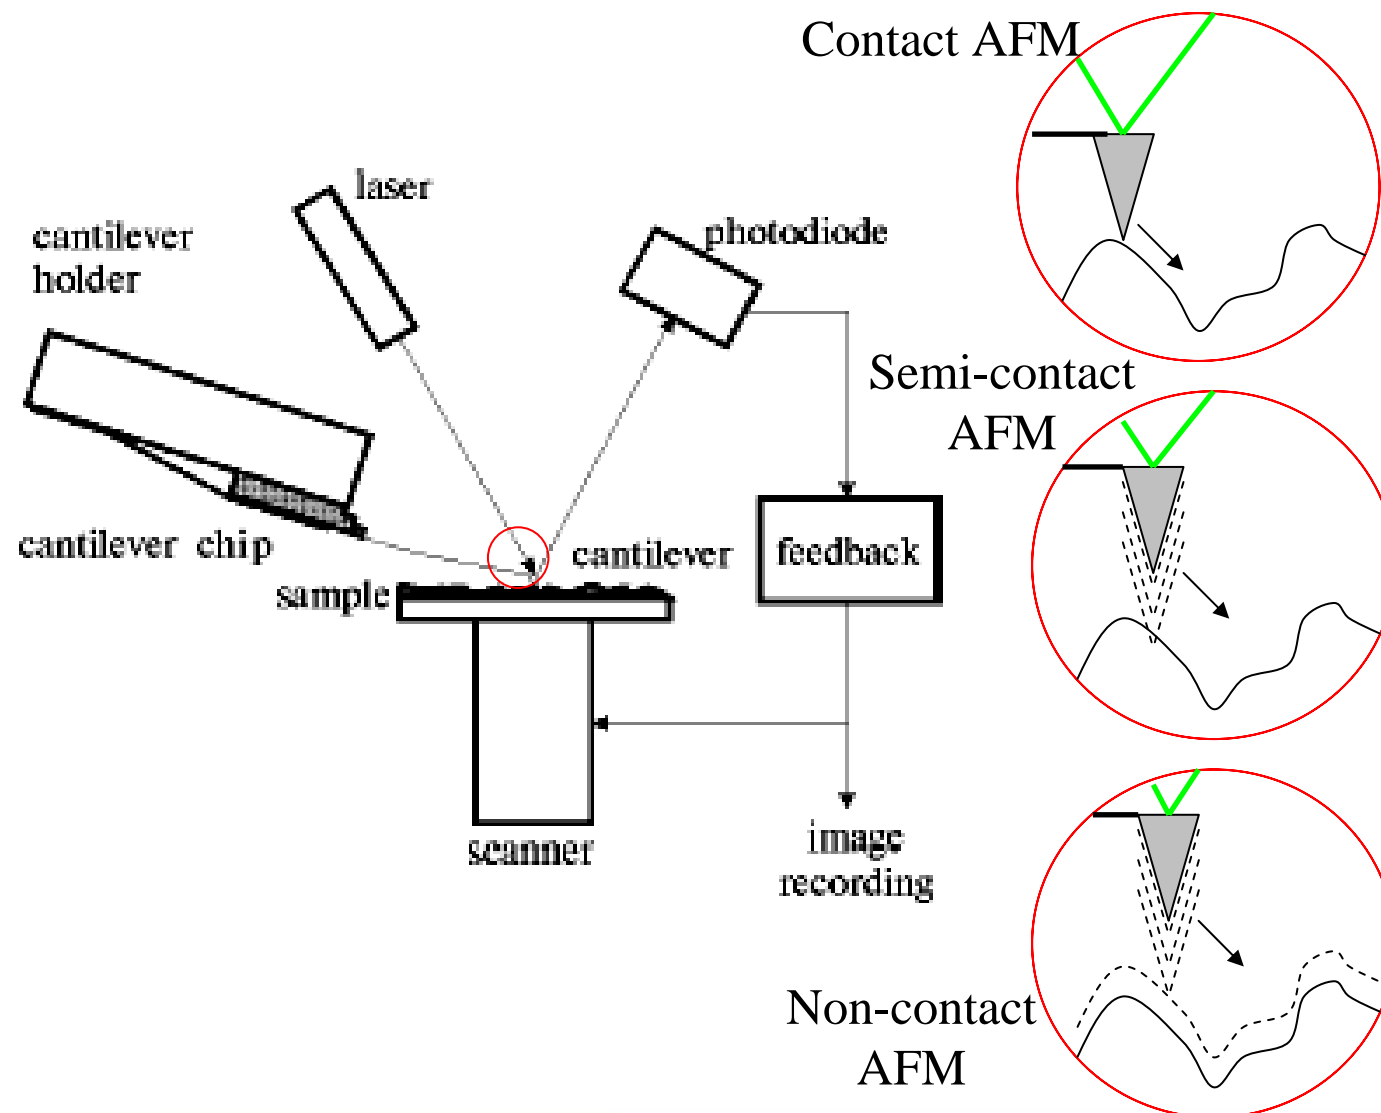 Contact AFM
laser
cantilever
holder
photodiode
Semi-contact
AFM
cantilever chip
cantilever
feedback
sample
scanner
image
recording
Non-contact
AFM